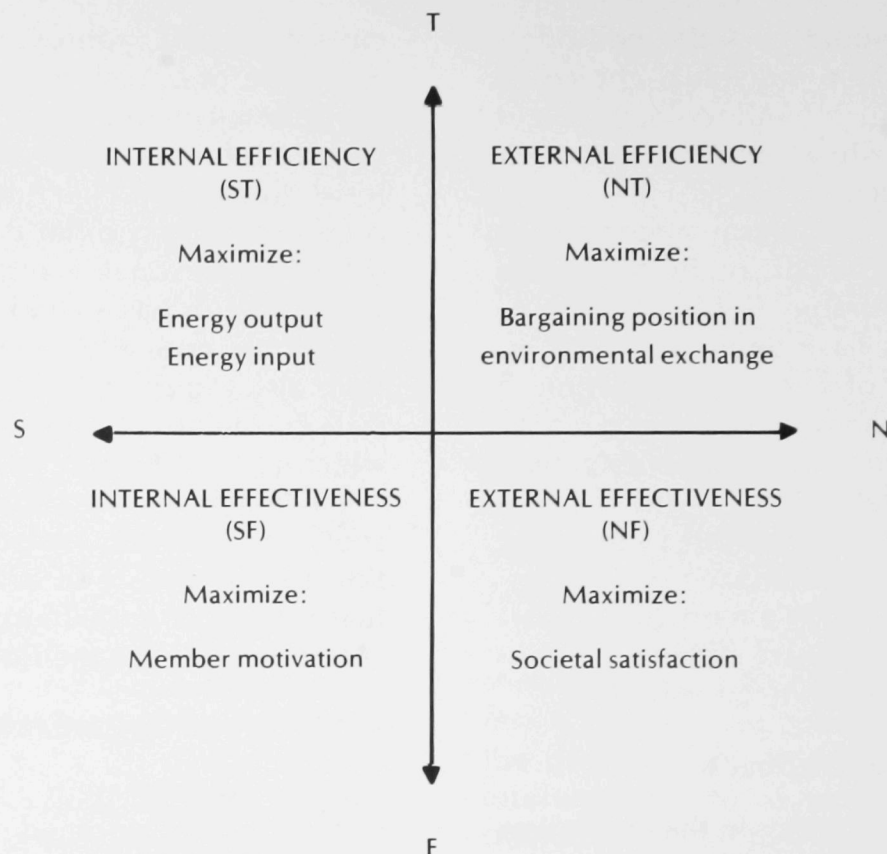 T
INTERNAL EFFICIENCY
(ST)
Maximize:
Energy output
Energy input
EXTERNAL EFFICIENCY
(NT)
Maximize:
Bargaining position in
environmental exchange
S
N
INTERNAL EFFECTIVENESS
(SF)
Maximize:
Member motivation
EXTERNAL EFFECTIVENESS
(NF)
Maximize:
Societal satisfaction
F